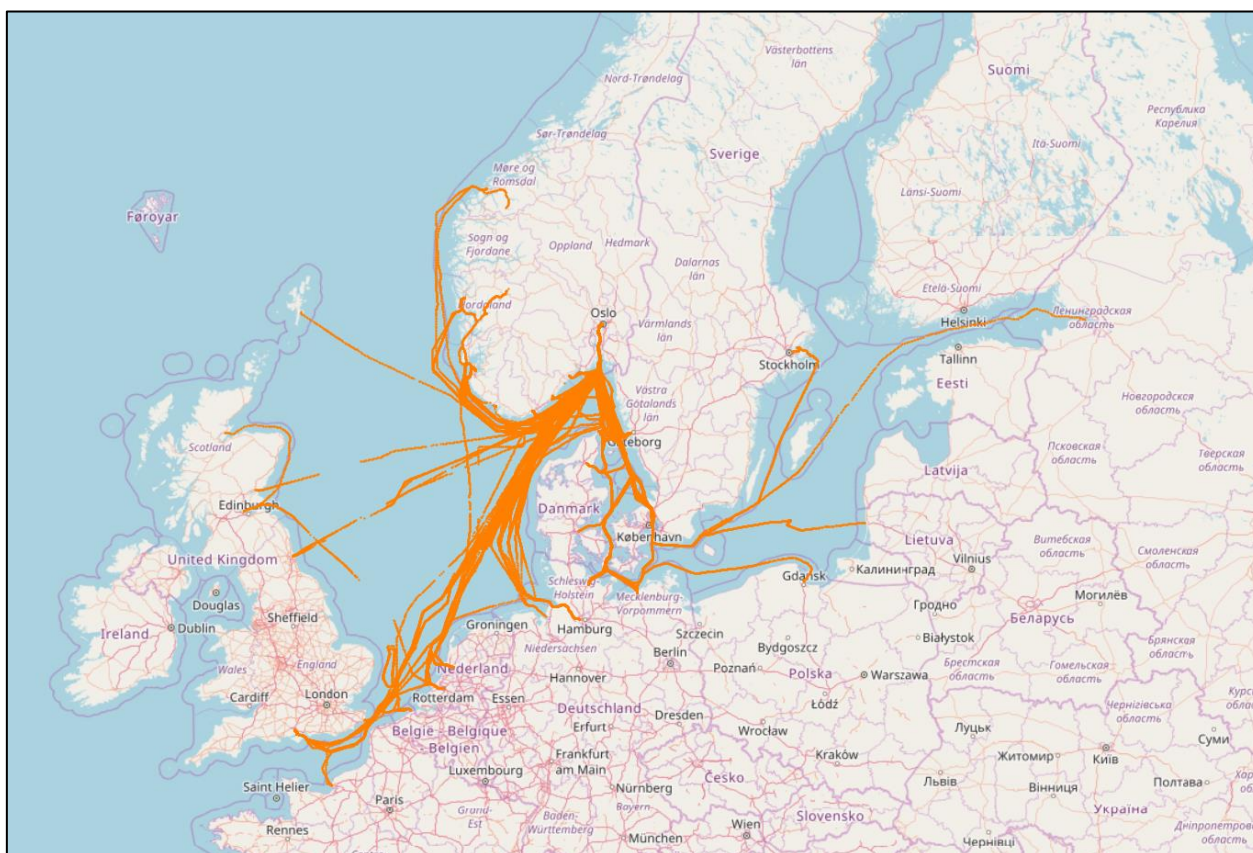 Västerbottens
län
Suomi
Nord-Trøndelag
Республика
Карелия
Sør-Trøndelag
Itä-Suomi
Sverige
Møre og
Romsdal
Länsi-Suomi
Føroyar
Sogn og
Fjordane
Oppland
Hedmark
Dalarnas
län
Etelä-Suomi
Oslo
Värmlands
län
Helsinki
Ленинградская
область
Stockholm
Tallinn
Eesti
Västra
Götalands
län
Новгородская
область
Scotland
Псковская
область
Тверская
область
Latvija
Edinburgh
Danmark
København
United Kingdom
Lietuva
Vilnius
Витебская
область
Смоленская
область
Gdańsk
Калининград
Schleswig-
Holstein
Mecklenburg-
Vorpommern
Douglas
Гродно
Могилёв
Беларусь
Ireland
Dublin
Sheffield
Groningen
Hamburg
Szczecin
Białystok
Брянская
область
Niedersachsen
Bydgoszcz
Berlin
Wales
England
Nederland
Hannover
Poznań
Polska
Warszawa
Брестская
область
Гомельская
область
Cardiff
London
Rotterdam
Essen
Deutschland
Łódź
Чернігівська
область
België - Belgique
- Belgien
Erfurt
Dresden
Wrocław
Луцьк
Суми
Saint Helier
Frankfurt
am Main
Česko
Kraków
Львів
Житомир
Київ
Luxembourg
Полтава
Paris
Nürnberg
Вінниця
Rennes
Grand-
Est
Baden-
Württemberg
Bayern
Slovensko
Україна
München
Wien
Чернівці